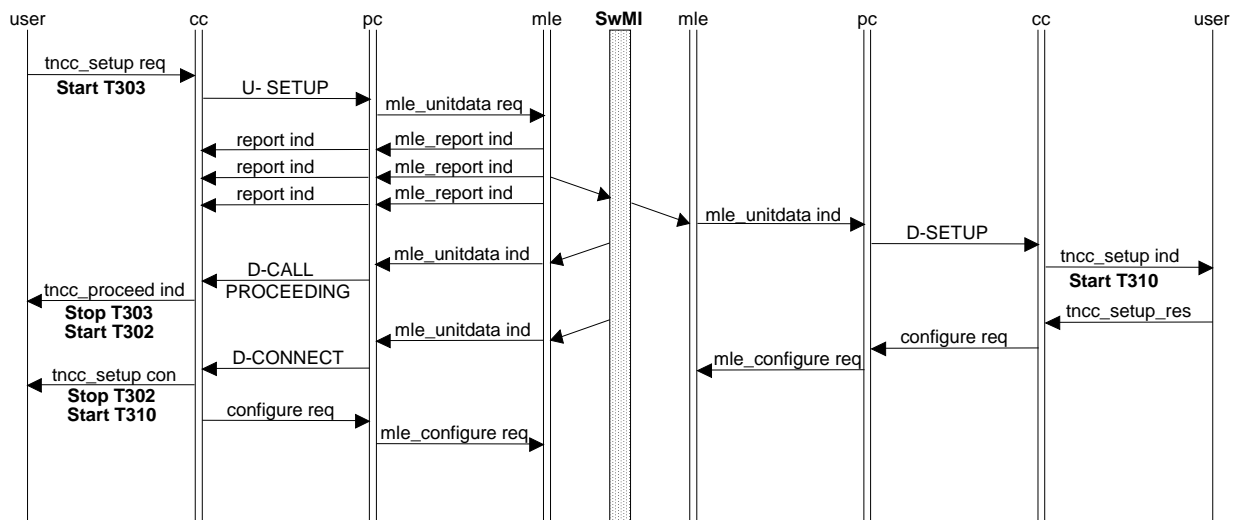 user cc pc mle SwMI mle pc cc user
tncc_setup req
Start T303
U- SETUP
mle_unitdata req
report ind
mle_report ind
report ind
mle_report ind
report ind
mle_report ind
mle_unitdata ind
D-SETUP
tncc_setup ind
Start T310
mle_unitdata ind
D-CALL
PROCEEDING
tncc_proceed ind
Stop T303
Start T302
tncc_setup_res
configure req
mle_configure req
mle_unitdata ind
D-CONNECT
tncc_setup con
Stop T302
Start T310
configure req
mle_configure req